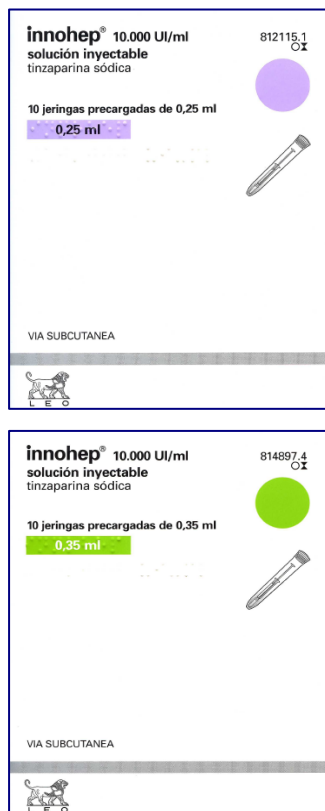 innohep® 10.000 UI/ml
812115.1
solución inyectable
tinzaparina sódica
10 jeringas precargadas de 0,25 ml
0,25 ml
VIA SUBCUTANEA
LEO
innohep® 10.000 UI/ml
814897.4
solución inyectable
tinzaparina sódica
10 jeringas precargadas de 0,35 ml
0,35 ml
VIA SUBCUTANEA
LEO